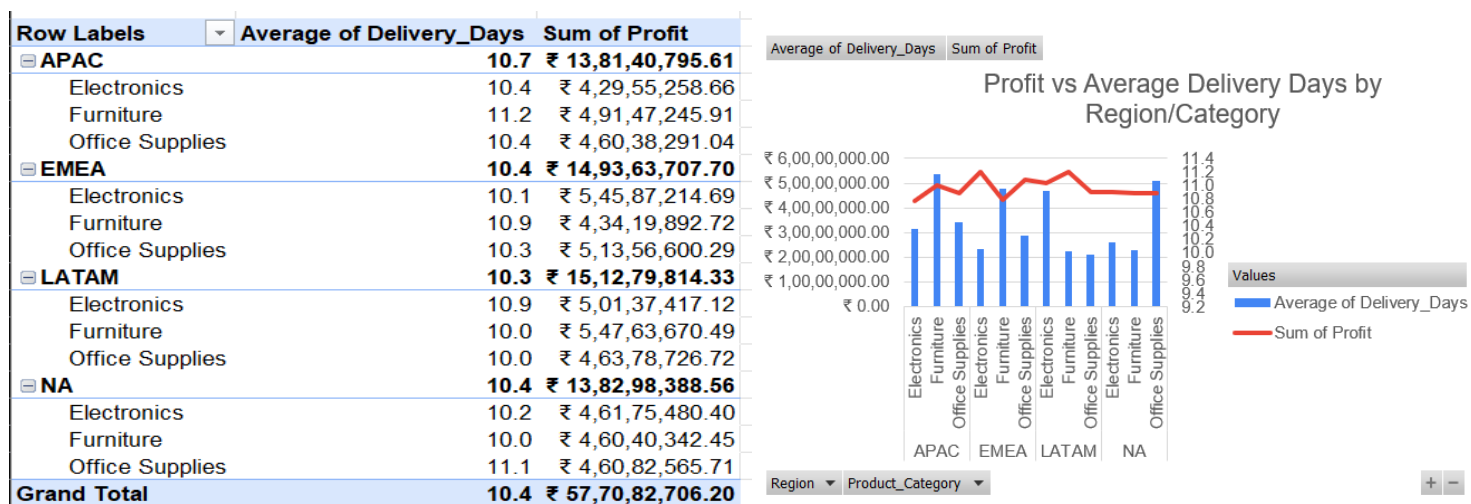 Row Labels Average of Delivery_Days Sum of Profit
APAC 10.7 ₹ 13,81,40,795.61
Electronics 10.4 ₹ 4,29,55,258.66
Furniture 11.2 ₹ 4,91,47,245.91
Office Supplies 10.4 ₹ 4,60,38,291.04
EMEA 10.4 ₹ 14,93,63,707.70
Electronics 10.1 ₹ 5,45,87,214.69
Furniture 10.9 ₹ 4,34,19,892.72
Office Supplies 10.3 ₹ 5,13,56,600.29
LATAM 10.3 ₹ 15,12,79,814.33
Electronics 10.9 ₹ 5,01,37,417.12
Furniture 10.0 ₹ 5,47,63,670.49
Office Supplies 10.0 ₹ 4,63,78,726.72
NA 10.4 ₹ 13,82,98,388.56
Electronics 10.2 ₹ 4,61,75,480.40
Furniture 10.0 ₹ 4,60,40,342.45
Office Supplies 11.1 ₹ 4,60,82,565.71
Grand Total 10.4 ₹ 57,70,82,706.20
Average of Delivery_Days Sum of Profit
Profit vs Average Delivery Days by
Region/Category
₹ 6,00,00,000.00
₹ 5,00,00,000.00
₹ 4,00,00,000.00
₹ 3,00,00,000.00
₹ 2,00,00,000.00
₹ 1,00,00,000.00
₹ 0.00
11.4
11.2
11.0
10.8
10.6
10.4
10.2
10.0
9.8
9.6
9.4
9.2
Electronics
Furniture
Office Supplies
Electronics
Furniture
Office Supplies
Electronics
Furniture
Office Supplies
Electronics
Furniture
Office Supplies
APAC EMEA LATAM NA
Values
Average of Delivery_Days
Sum of Profit
Region Product_Category